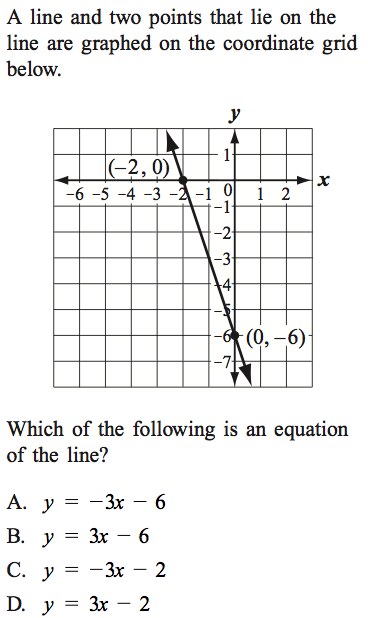 A line and two points that lie on the
line are graphed on the coordinate grid
below.
y
1
(−2, 0)
x
−6 −5 −4 −3 −2 −1 0 1 2
−1
−2
−3
−4
−5
−6 (0, −6)
−7
Which of the following is an equation
of the line?
A. y = −3x − 6
B. y = 3x − 6
C. y = −3x − 2
D. y = 3x − 2